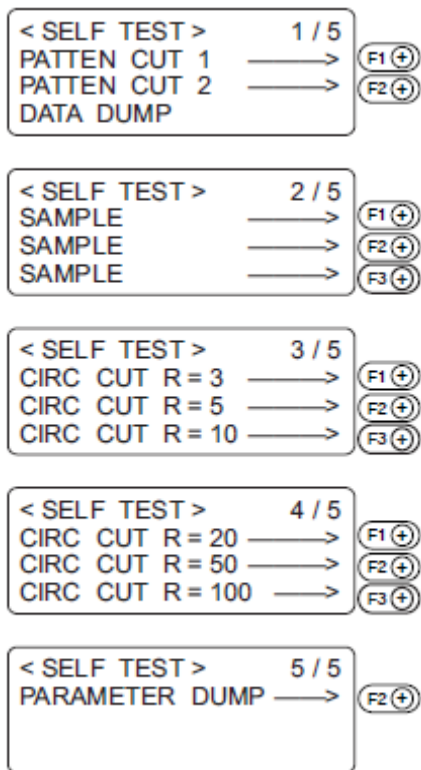 < SELF TEST > 1 / 5
PATTEN CUT 1 ———> F1 +
PATTEN CUT 2 ———> F2 +
DATA DUMP
< SELF TEST > 2 / 5
SAMPLE ———> F1 +
SAMPLE ———> F2 +
SAMPLE ———> F3 +
< SELF TEST > 3 / 5
CIRC CUT R = 3 ———> F1 +
CIRC CUT R = 5 ———> F2 +
CIRC CUT R = 10 ———> F3 +
< SELF TEST > 4 / 5
CIRC CUT R = 20 ———> F1 +
CIRC CUT R = 50 ———> F2 +
CIRC CUT R = 100 ———> F3 +
< SELF TEST > 5 / 5
PARAMETER DUMP ———> F2 +